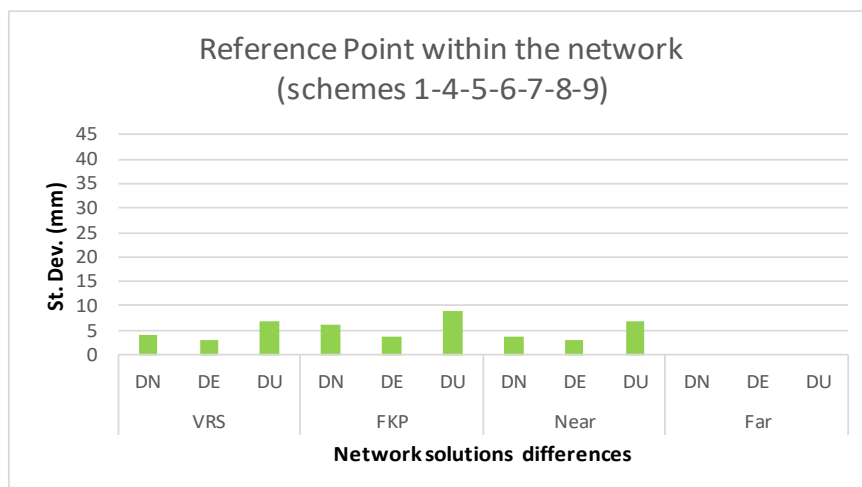 Reference Point within the network
(schemes 1-4-5-6-7-8-9)
St. Dev. (mm)
45
40
35
30
25
20
15
10
5
0
DN DE DU DN DE DU DN DE DU DN DE DU
VRS FKP Near Far
Network solutions differences